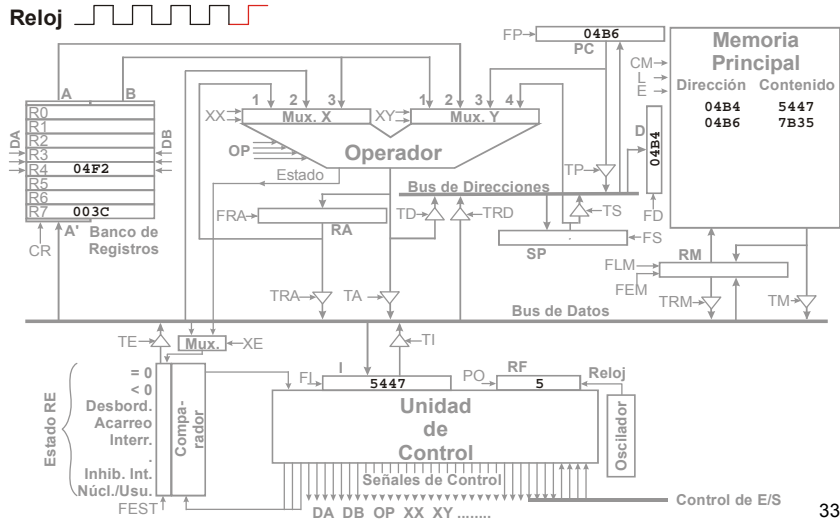 Reloj
FP
04B6
PC
CM
L
E
Memoria
Principal
Dirección Contenido
04B4 5447
04B6 7B35
A B
1 2 3
1 2 3 4
XX
Mux. X
XY
Mux. Y
DA
DB
R0
R1
R2
R3
R4 04F2
R5
R6
R7 003C
OP
Operador
Estado
D
04B4
TP
Bus de Direcciones
A'
Banco de
Registros
CR
FRA
RA
TD
TRD
TS
FD
SP
.
FS
RM
FLM
FEM
TRA
TA
TRM
TM
Bus de Datos
TE
Mux.
XE
TI
I
FI
5447
RF
PO
5
Reloj
Estado RE
= 0
< 0
Desbord.
Acarreo
Interr.
.
Inhib. Int.
Núcl./Usu.
Compa-
rador
FEST
Unidad
de
Control
Oscilador
Señales de Control
DA DB OP XX XY ........
Control de E/S
33